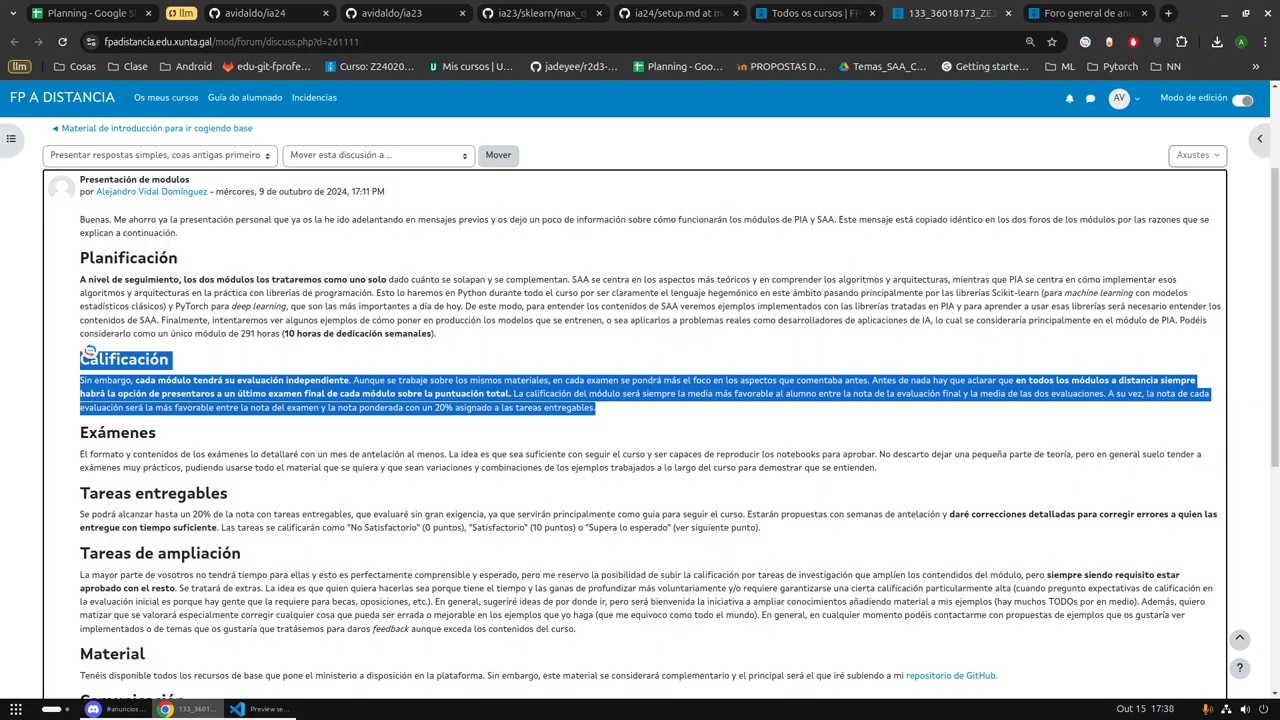 Planning - Google S
llm
avidaldo/ia24
avidaldo/ia23
ia23/sklearn/max_d
ia24/setup.md at m
Todos os cursos | FP
133_36018173_ZE3
Foro general de anu
fpadistancia.edu.xunta.gal/mod/forum/discuss.php?d=261111
A
llm
Cosas
Clase
Android
edu-git-profe...
Curso: Z24020...
Mis cursos | U...
jadeyee/r2d3-...
Planning - Goo...
PROPOSTAS D...
Temas_SAA_C...
Getting starte...
ML
Pytorch
NN
FP A DISTANCIA
Os meus cursos
Guía do alumnado
Incidencias
AV
Modo de edición
◄ Material de introducción para ir cogiendo base
Presentar respostas simples, coas antigas primeiro
Mover esta discusión a ...
Mover
Axustes
Presentación de modulos
por Alejandro Vidal Domínguez - mércores, 9 de outubro de 2024, 17:11 PM
Buenas. Me ahorro ya la presentación personal que ya os la he ido adelantando en mensajes previos y os dejo un poco de información sobre cómo funcionarán los módulos de PIA y SAA. Este mensaje está copiado idéntico en los dos foros de los módulos por las razones que se
explican a continuación.
Planificación
A nivel de seguimiento, los dos módulos los trataremos como uno solo dado cuánto se solapan y se complementan. SAA se centra en los aspectos más teóricos y en comprender los algoritmos y arquitecturas, mientras que PIA se centra en cómo implementar esos
algoritmos y arquitecturas en la práctica con librerías de programación. Esto lo haremos en Python durante todo el curso por ser claramente el lenguaje hegemónico en este ámbito pasando principalmente por las librerías Scikit-learn (para machine learning con modelos
estadísticos clásicos) y PyTorch para deep learning, que son las más importantes a día de hoy. De este modo, para entender los contenidos de SAA veremos ejemplos implementados con las librerías tratadas en PIA y para aprender a usar esas librerías será necesario entender los
contenidos de SAA. Finalmente, intentaremos ver algunos ejemplos de cómo poner en producción los modelos que se entrenen, o sea aplicarlos a problemas reales como desarrolladores de aplicaciones de IA, lo cual se consideraría principalmente en el módulo de PIA. Podéis
considerarlo como un único módulo de 291 horas (10 horas de dedicación semanales).
Calificación
Sin embargo, cada módulo tendrá su evaluación independiente. Aunque se trabaje sobre los mismos materiales, en cada examen se pondrá más el foco en los aspectos que comentaba antes. Antes de nada hay que aclarar que en todos los módulos a distancia siempre
habrá la opción de presentaros a un último examen final de cada módulo sobre la puntuación total. La calificación del módulo será siempre la media más favorable al alumno entre la nota de la evaluación final y la media de las dos evaluaciones. A su vez, la nota de cada
evaluación será la más favorable entre la nota del examen y la nota ponderada con un 20% asignado a las tareas entregables.
Exámenes
El formato y contenidos de los exámenes lo detallaré con un mes de antelación al menos. La idea es que sea suficiente con seguir el curso y ser capaces de reproducir los notebooks para aprobar. No descarto dejar una pequeña parte de teoría, pero en general suelo tender a
exámenes muy prácticos, pudiendo usarse todo el material que se quiera y que sean variaciones y combinaciones de los ejemplos trabajados a lo largo del curso para demostrar que se entienden.
Tareas entregables
Se podrá alcanzar hasta un 20% de la nota con tareas entregables, que evaluaré sin gran exigencia, ya que servirán principalmente como guía para seguir el curso. Estarán propuestas con semanas de antelación y daré correcciones detalladas para corregir errores a quien las
entregue con tiempo suficiente. Las tareas se calificarán como "No Satisfactorio" (0 puntos), "Satisfactorio" (10 puntos) o "Supera lo esperado" (ver siguiente punto).
Tareas de ampliación
La mayor parte de vosotros no tendrá tiempo para ellas y esto es perfectamente comprensible y esperado, pero me reservo la posibilidad de subir la calificación por tareas de investigación que amplíen los contenidos del módulo, pero siempre siendo requisito estar
aprobado con el resto. Se tratará de extras. La idea es que quien quiera hacerlas sea porque tiene el tiempo y las ganas de profundizar más voluntariamente y/o requiere garantizarse una cierta calificación particularmente alta (cuando pregunto expectativas de calificación en
la evaluación inicial es porque hay gente que la requiere para becas, oposiciones, etc.). En general, sugeriré ideas de por donde ir, pero será bienvenida la iniciativa a ampliar conocimientos añadiendo material a mis ejemplos (hay muchos TODOs por en medio). Además, quiero
matizar que se valorará especialmente corregir cualquier cosa que pueda ser errada o mejorable en los ejemplos que yo haga (que me equivoco como todo el mundo). En general, en cualquier momento podéis contactarme con propuestas de ejemplos que os gustaría ver
implementados o de temas que os gustaría que tratásemos para daros feedback aunque exceda los contenidos del curso.
Material
Tenéis disponible todos los recursos de base que pone el ministerio a disposición en la plataforma. Sin embargo, este material se considerará complementario y el principal será el que iré subiendo a mi repositorio de GitHub.
#anuncios...
133_3601...
Preview se...
Oct 15 17:38